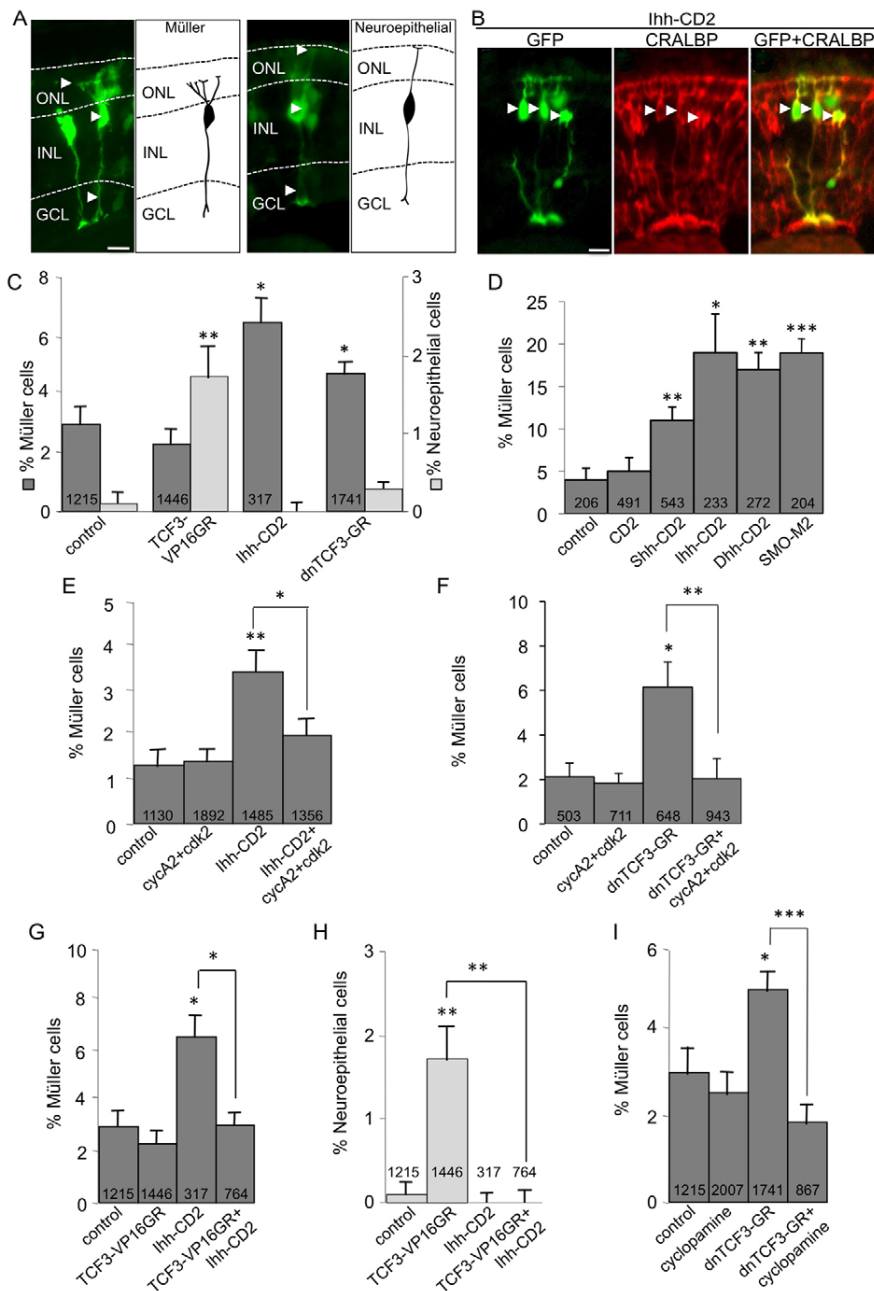 A
Müller
Neuroepithelial
ONL
ONL
ONL
ONL
INL
INL
INL
INL
GCL
GCL
GCL
GCL
B
Ihh-CD2
GFP
CRALBP
GFP+CRALBP
C
% Müller cells
8
6
4
2
0
3
2
1
0
% Neuroepithelial cells
**
*
*
1215
1446
317
1741
control
TCF3-
VP16GR
Ihh-CD2
dnTCF3-GR
D
% Müller cells
25
20
15
10
5
0
**
*
**
***
206
491
543
233
272
204
control
CD2
Shh-CD2
Ihh-CD2
Dhh-CD2
SMO-M2
E
% Müller cells
5
4
3
2
1
0
*
**
1130
1892
1485
1356
control
cycA2+cdk2
Ihh-CD2
Ihh-CD2+
cycA2+cdk2
F
% Müller cells
10
8
6
4
2
0
**
*
503
711
648
943
control
cycA2+cdk2
dnTCF3-GR
dnTCF3-GR+
cycA2+cdk2
G
% Müller cells
10
8
6
4
2
0
*
*
1215
1446
317
764
control
TCF3-VP16GR
Ihh-CD2
TCF3-VP16GR+
Ihh-CD2
H
% Neuroepithelial cells
3
2
1
0
**
**
1215
1446
317
764
control
TCF3-VP16GR
Ihh-CD2
TCF3-VP16GR+
Ihh-CD2
I
% Müller cells
6
4
2
0
***
*
1215
2007
1741
867
control
cyclopamine
dnTCF3-GR
dnTCF3-GR+
cyclopamine